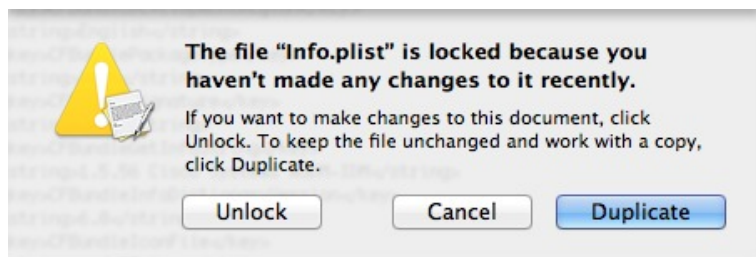 The file “Info.plist” is locked because you
haven't made any changes to it recently.
If you want to make changes to this document, click
Unlock. To keep the file unchanged and work with a copy,
click Duplicate.
Unlock Cancel Duplicate